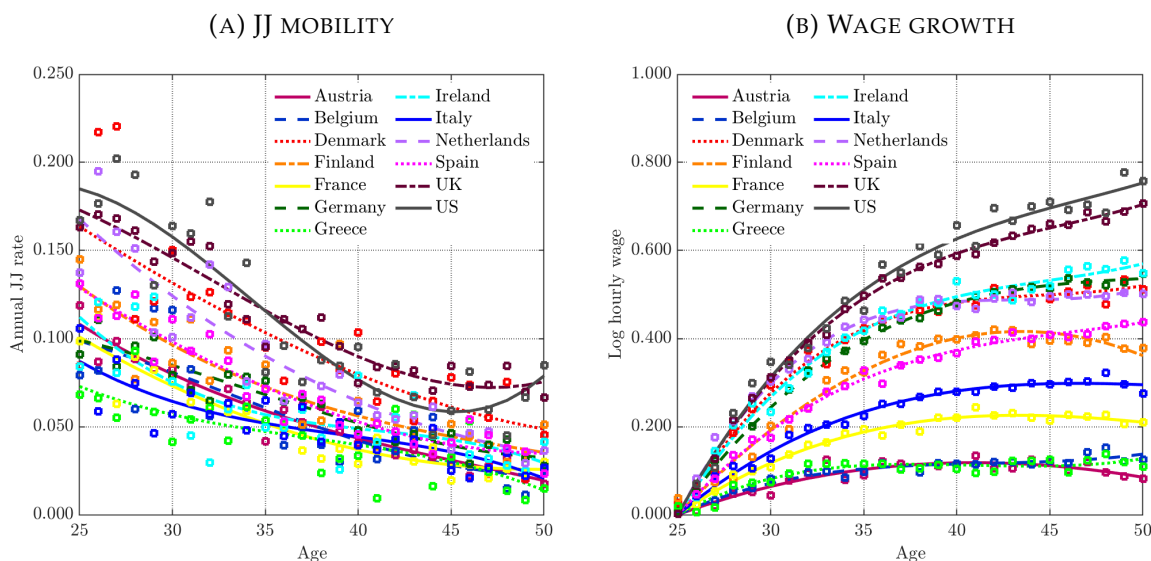 (A) JJ MOBILITY
0.250
0.200
0.150
0.100
0.050
0.000
Annual JJ rate
25 30 35 40 45 50
Age
Austria
Belgium
Denmark
Finland
France
Germany
Greece
Ireland
Italy
Netherlands
Spain
UK
US
(B) WAGE GROWTH
1.000
0.800
0.600
0.400
0.200
0.000
Log hourly wage
25 30 35 40 45 50
Age
Austria
Belgium
Denmark
Finland
France
Germany
Greece
Ireland
Italy
Netherlands
Spain
UK
US